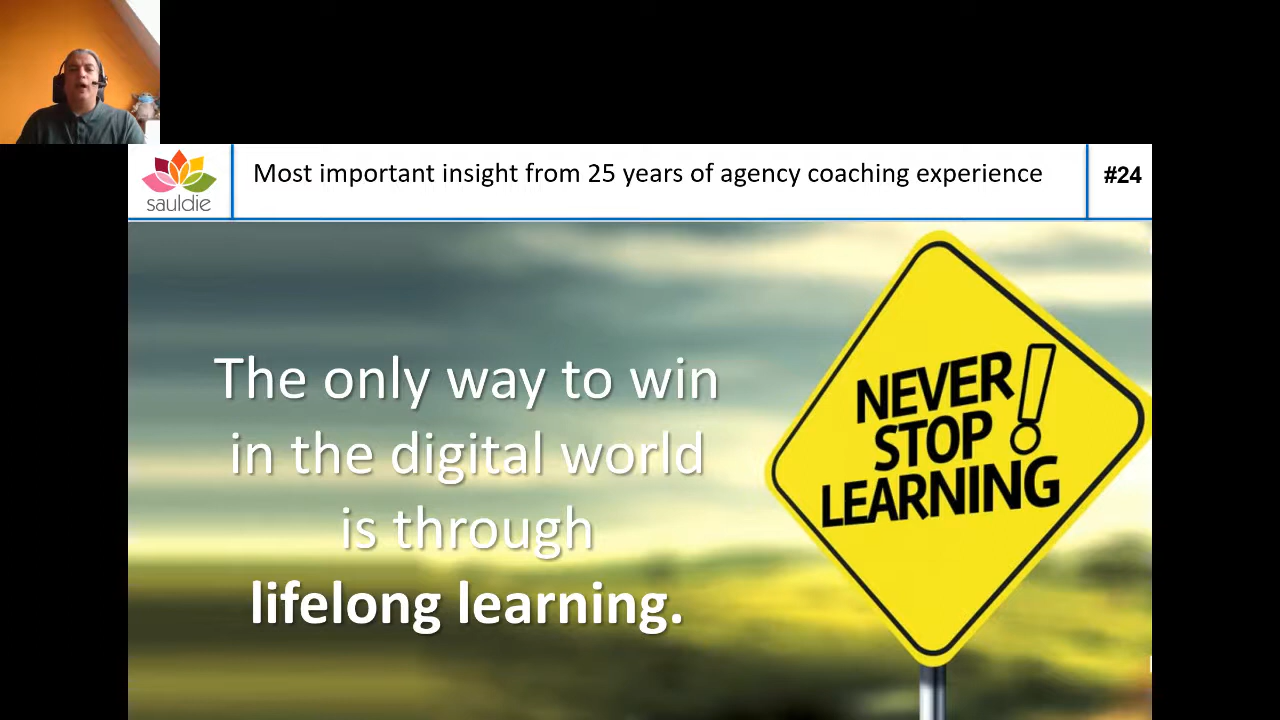 sauldie
Most important insight from 25 years of agency coaching experience
#24
The only way to win
in the digital world
is through
lifelong learning.
NEVER
STOP
LEARNING
!